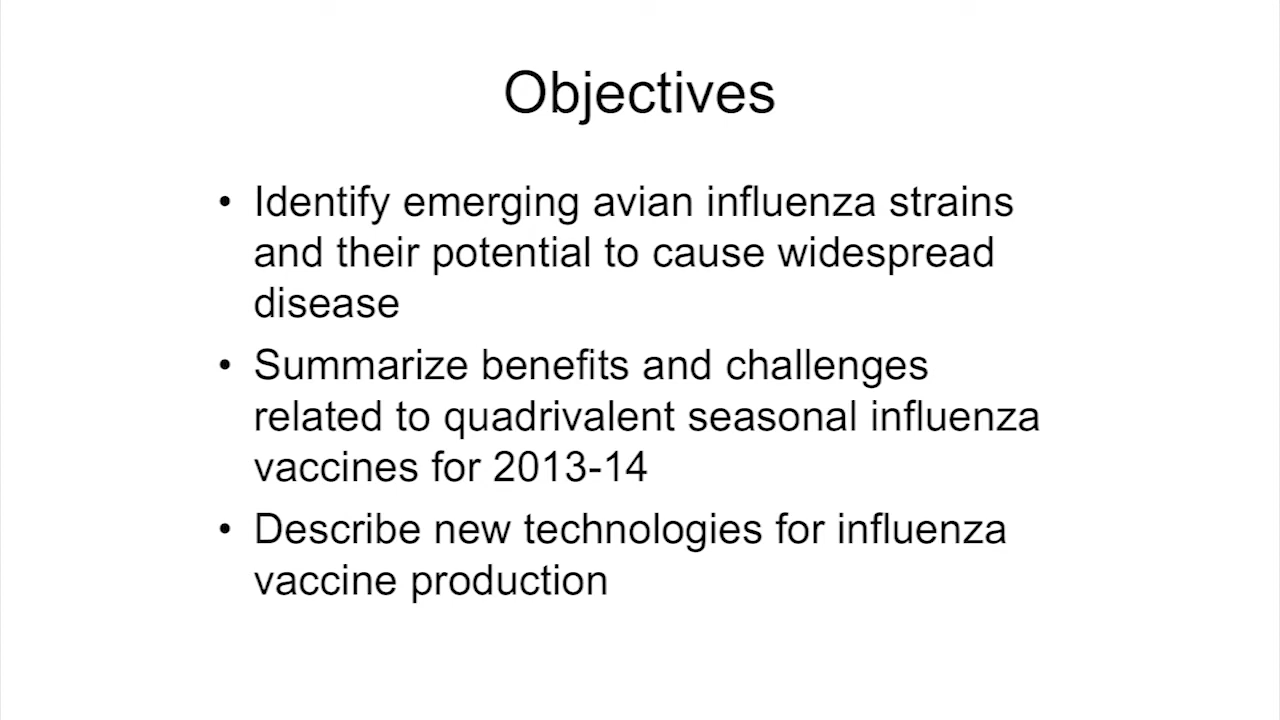 Objectives
• Identify emerging avian influenza strains
and their potential to cause widespread
disease
• Summarize benefits and challenges
related to quadrivalent seasonal influenza
vaccines for 2013-14
• Describe new technologies for influenza
vaccine production